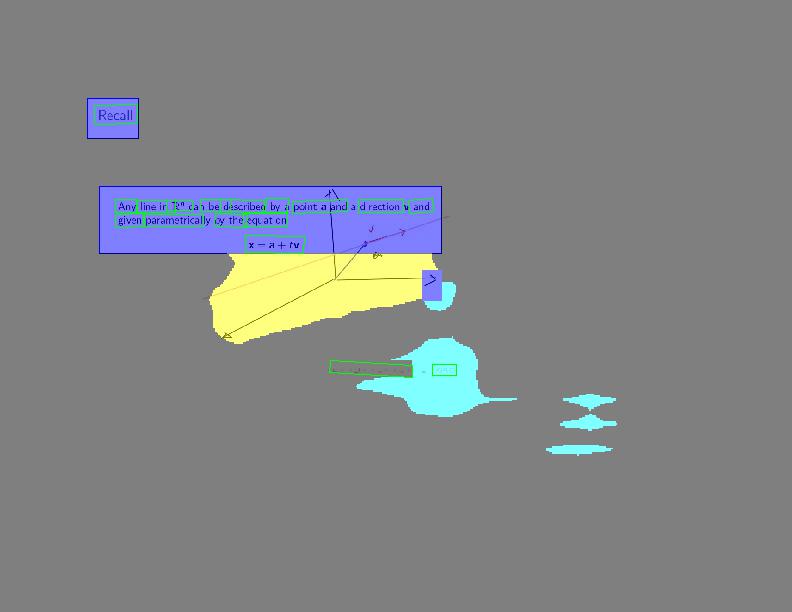 Recall
Any line in ℝⁿ can be described by a point a and a direction v and
given parametrically by the equation
x = a + tv